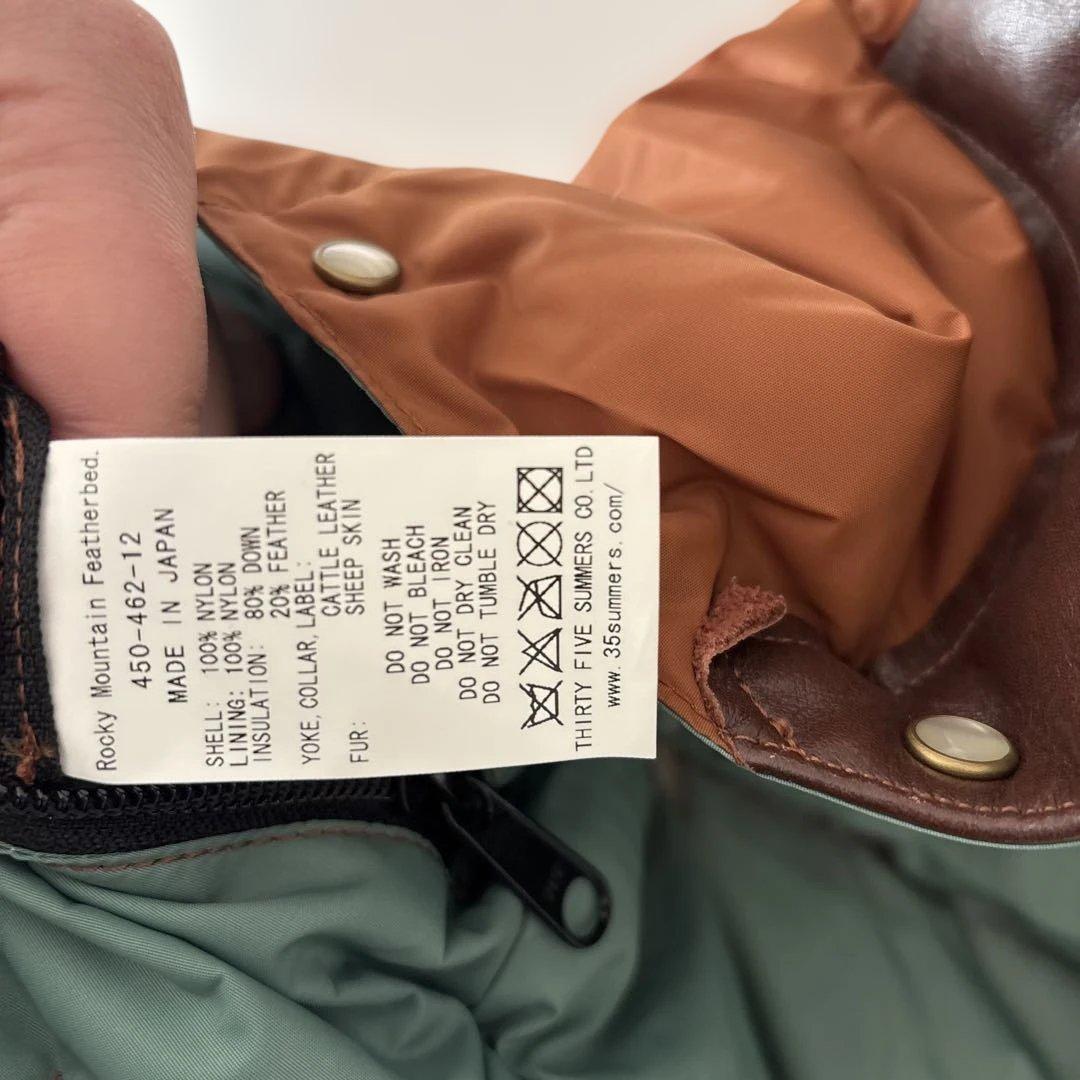 Rocky Mountain Featherbed.
450-462-12
MADE IN JAPAN
SHELL: 100% NYLON
LINING: 100% NYLON
INSULATION: 80% DOWN
20% FEATHER
YOKE, COLLAR, LABEL:
CATTLE LEATHER
FUR: SHEEP SKIN
DO NOT WASH
DO NOT BLEACH
DO NOT IRON
DO NOT DRY CLEAN
DO NOT TUMBLE DRY
THIRTY FIVE SUMMERS CO. LTD
www. 35summers. com/